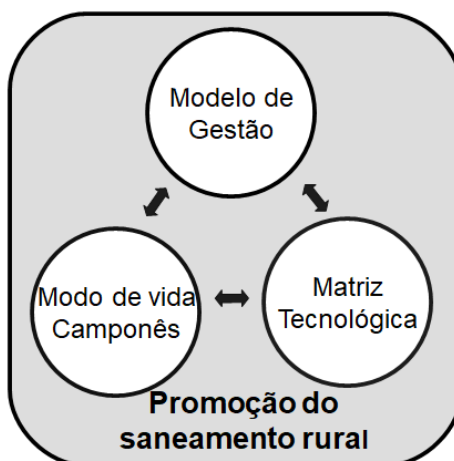 Modelo de
Gestão
Modo de vida
Camponês
Matriz
Tecnológica
Promoção do
saneamento rural